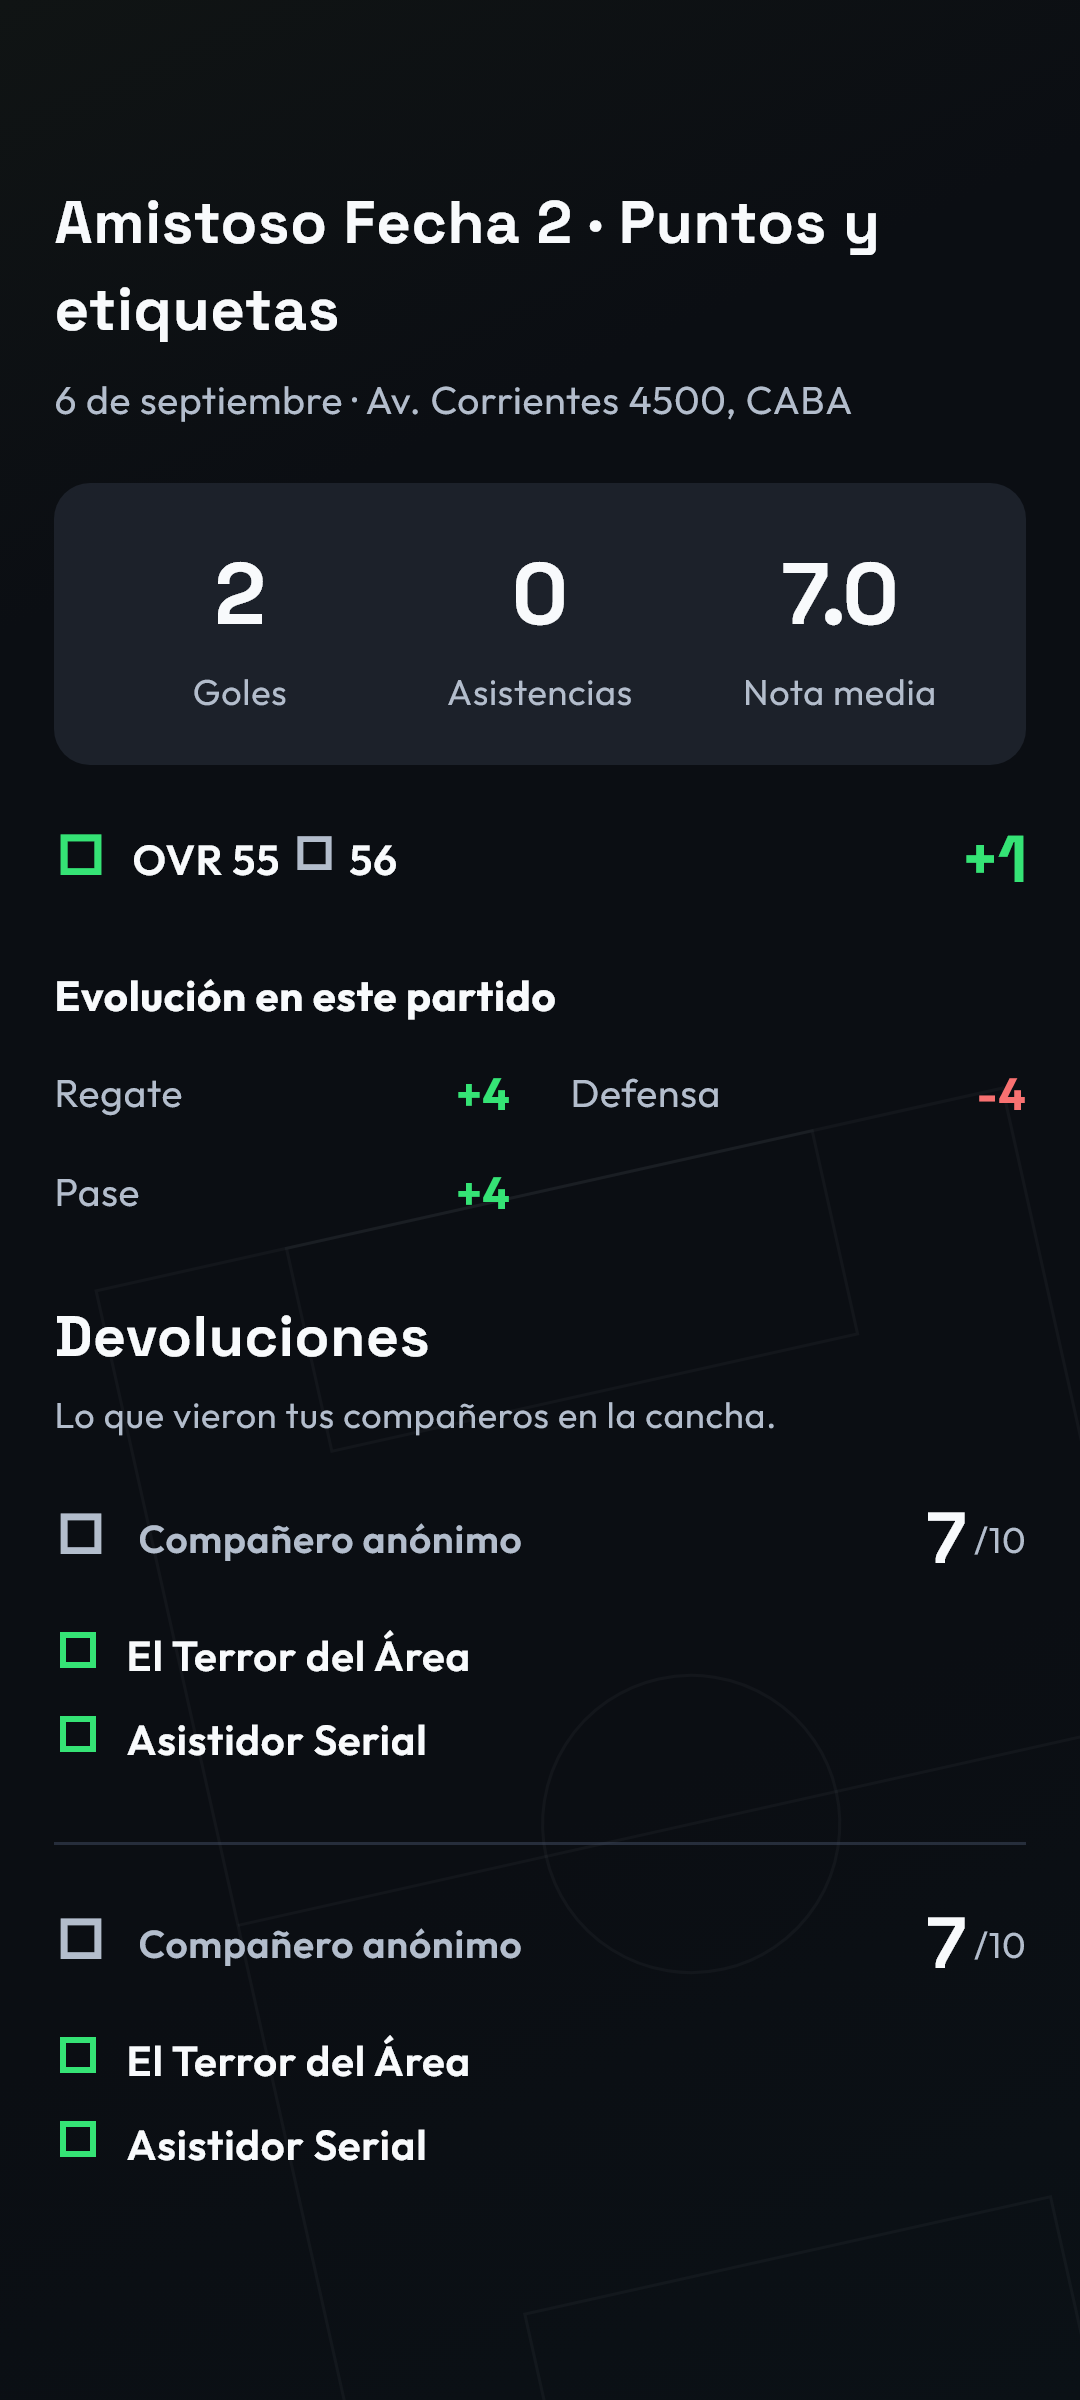 Amistoso Fecha 2 · Puntos y
etiquetas
6 de septiembre · Av. Corrientes 4500, CABA
2 0 7.0
Goles Asistencias Nota media
OVR 55 56 +1
Evolución en este partido
Regate +4 Defensa -4
Pase +4
Devoluciones
Lo que vieron tus compañeros en la cancha.
Compañero anónimo 7 /10
El Terror del Área
Asistidor Serial
Compañero anónimo 7 /10
El Terror del Área
Asistidor Serial